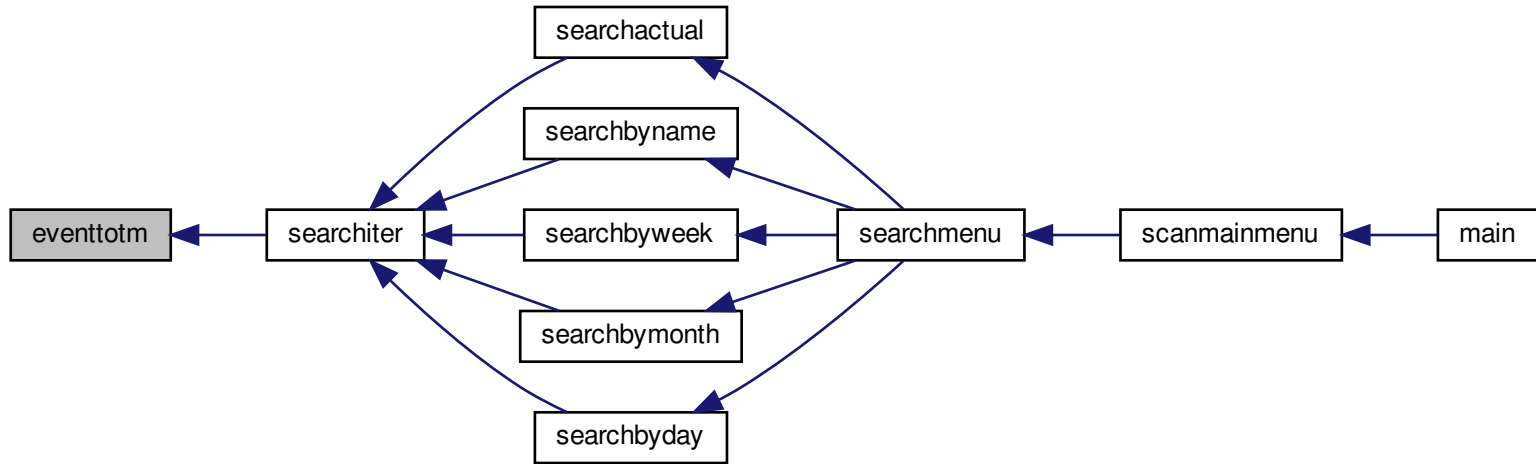 searchactual
searchbyname
eventtotm
searchiter
searchbyweek
searchmenu
scanmainmenu
main
searchbymonth
searchbyday